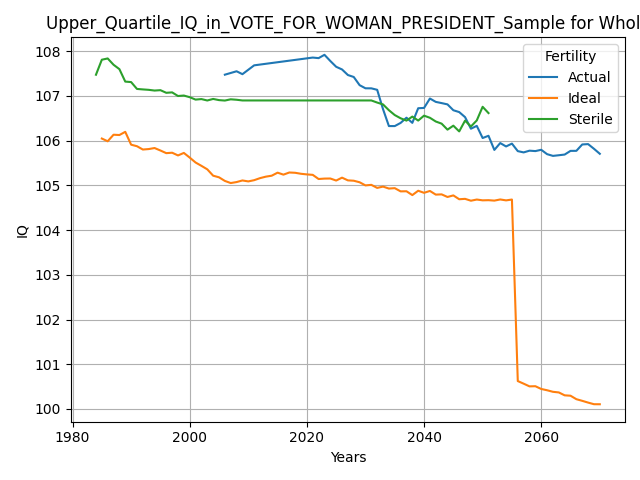 Upper_Quartile_IQ_in_VOTE_FOR_WOMAN_PRESIDENT_Sample for Whol
108
107
106
105
104
103
102
101
100
IQ
1980
2000
2020
2040
2060
Years
Fertility
Actual
Ideal
Sterile